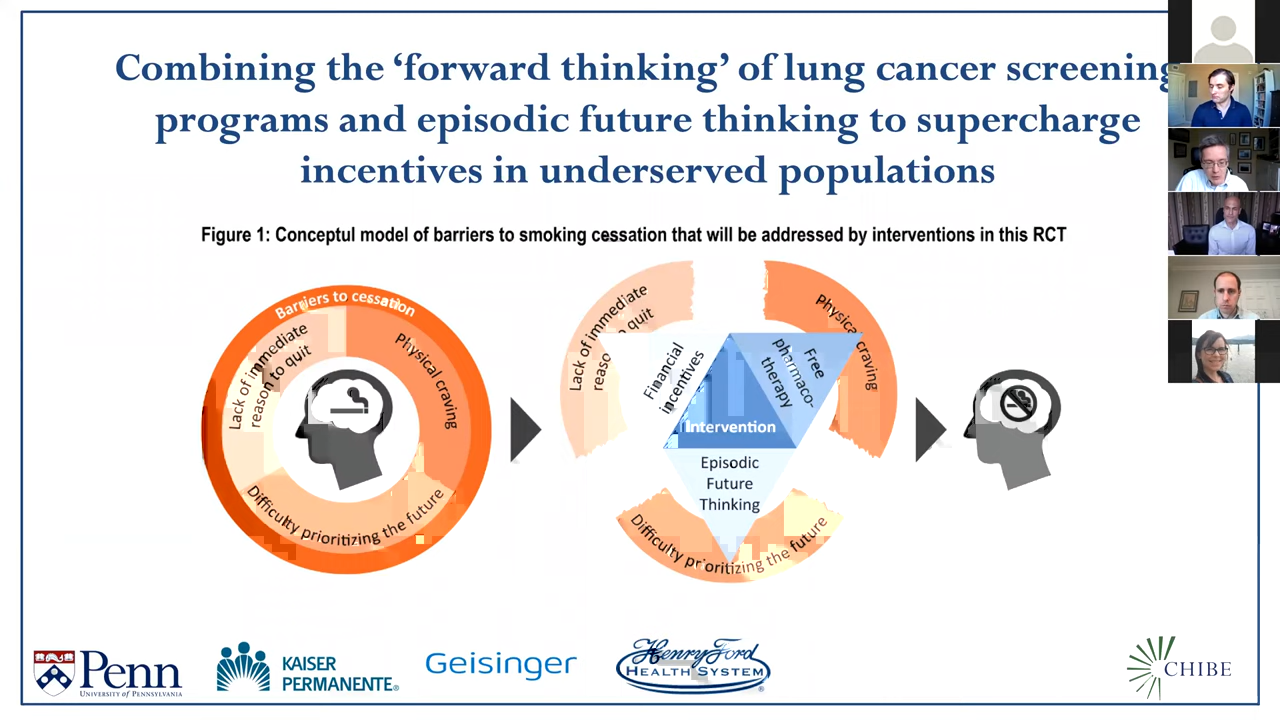 Combining the ‘forward thinking’ of lung cancer screening
programs and episodic future thinking to supercharge
incentives in underserved populations
Figure 1: Conceptul model of barriers to smoking cessation that will be addressed by interventions in this RCT
Barriers to cessation
Lack of immediate
reason to quit
Physical craving
Difficulty prioritizing the future
Lack of immediate
reaso
o quit
Physica
craving
Financial
incentives
Free
pharmaco-
therapy
Intervention
Episodic
Future
Thinking
Difficulty prioritizing the future
Penn
UNIVERSITY of PENNSYLVANIA
KAISER
PERMANENTE®
Geisinger
Henry Ford
HEALTH SYSTEM®
CHIBE